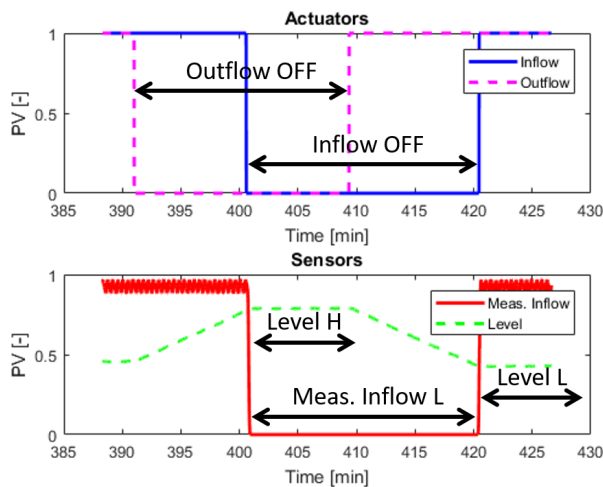 Actuators
1
0.5
0
PV [-]
Outflow OFF
Inflow OFF
Inflow
Outflow
385 390 395 400 405 410 415 420 425 430
Time [min]
Sensors
1
0.5
0
PV [-]
Meas. Inflow
Level
Level H
Level L
Meas. Inflow L
385 390 395 400 405 410 415 420 425 430
Time [min]